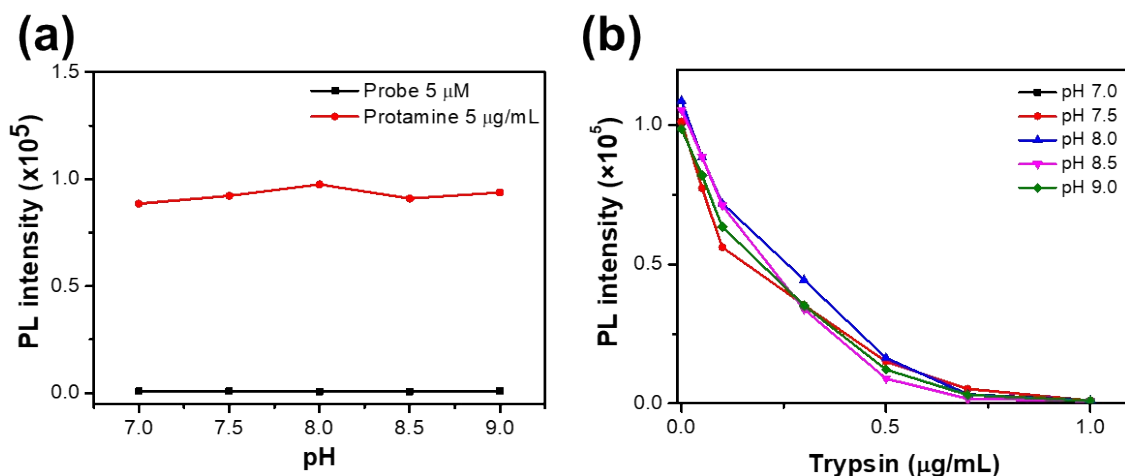 (a)
PL intensity (x10⁵)
1.5
1.0
0.5
0.0
Probe 5 μM
Protamine 5 μg/mL
7.0 7.5 8.0 8.5 9.0
pH
(b)
PL intensity (×10⁵)
1.0
0.5
0.0
pH 7.0
pH 7.5
pH 8.0
pH 8.5
pH 9.0
0.0 0.5 1.0
Trypsin (μg/mL)